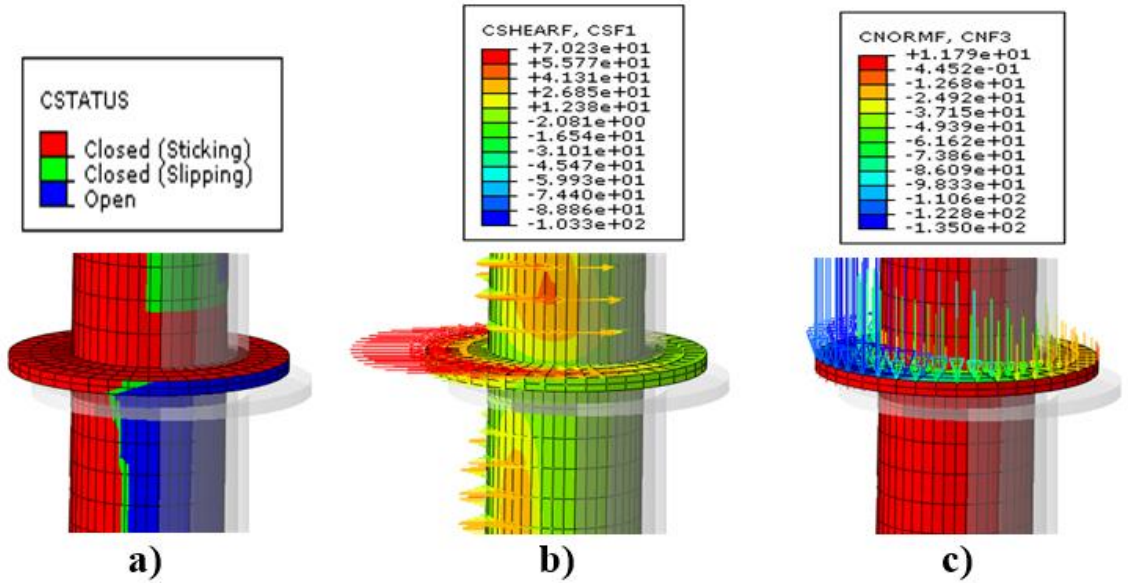 CSTATUS
Closed (Sticking)
Closed (Slipping)
Open
CSHEARF, CSF1
+7.023e+01
+5.577e+01
+4.131e+01
+2.685e+01
+1.238e+01
-2.081e+00
-1.654e+01
-3.101e+01
-4.547e+01
-5.993e+01
-7.440e+01
-8.886e+01
-1.033e+02
CNORMF, CNF3
+1.179e+01
-4.452e-01
-1.268e+01
-2.492e+01
-3.715e+01
-4.939e+01
-6.162e+01
-7.386e+01
-8.609e+01
-9.833e+01
-1.106e+02
-1.228e+02
-1.350e+02
a)
b)
c)